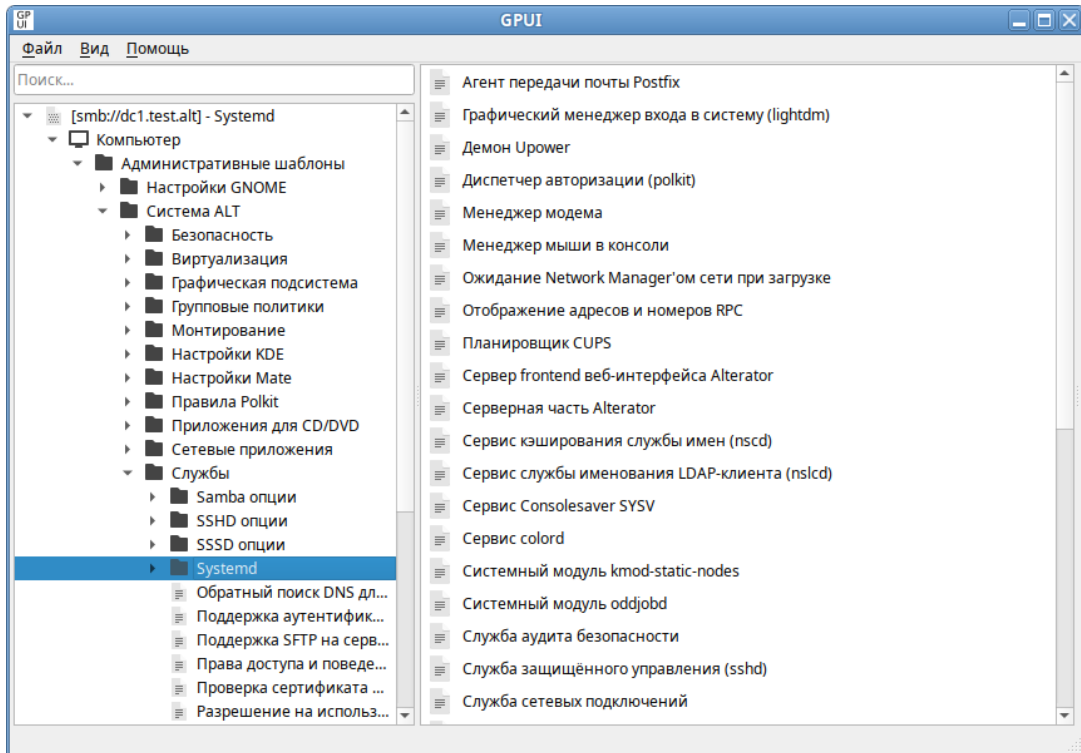 GPUI
GPUI
Файл Вид Помощь
Поиск...
[smb://dc1.test.alt] - Systemd
Компьютер
Административные шаблоны
Настройки GNOME
Система ALT
Безопасность
Виртуализация
Графическая подсистема
Групповые политики
Монтирование
Настройки KDE
Настройки Mate
Правила Polkit
Приложения для CD/DVD
Сетевые приложения
Службы
Samba опции
SSHD опции
SSSD опции
Systemd
Обратный поиск DNS дл...
Поддержка аутентифик...
Поддержка SFTP на серв...
Права доступа и поведе...
Проверка сертификата ...
Разрешение на использ...
Агент передачи почты Postfix
Графический менеджер входа в систему (lightdm)
Демон Upower
Диспетчер авторизации (polkit)
Менеджер модема
Менеджер мыши в консоли
Ожидание Network Manager'ом сети при загрузке
Отображение адресов и номеров RPC
Планировщик CUPS
Сервер frontend веб-интерфейса Alterator
Серверная часть Alterator
Сервис кэширования службы имен (nscd)
Сервис службы именования LDAP-клиента (nslcd)
Сервис Consolesaver SYSV
Сервис colord
Системный модуль kmod-static-nodes
Системный модуль oddjobd
Служба аудита безопасности
Служба защищённого управления (sshd)
Служба сетевых подключений